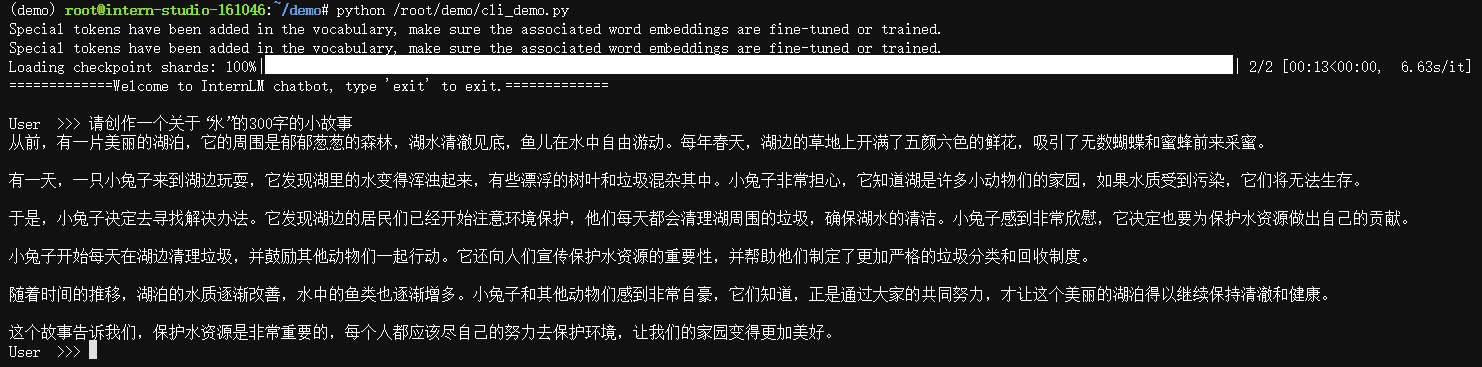 (demo) root@intern-studio-161046:~/demo# python /root/demo/cli_demo.py
Special tokens have been added in the vocabulary, make sure the associated word embeddings are fine-tuned or trained.
Special tokens have been added in the vocabulary, make sure the associated word embeddings are fine-tuned or trained.
Loading checkpoint shards: 100%| | 2/2 [00:13<00:00,  6.63s/it]
=============Welcome to InternLM chatbot, type 'exit' to exit.=============
User  >>> 请创作一个关于“水”的300字的小故事
从前，有一片美丽的湖泊，它的周围是郁郁葱葱的森林，湖水清澈见底，鱼儿在水中自由游动。每年春天，湖边的草地上开满了五颜六色的鲜花，吸引了无数蝴蝶和蜜蜂前来采蜜。
有一天，一只小兔子来到湖边玩耍，它发现湖里的水变得浑浊起来，有些漂浮的树叶和垃圾混杂其中。小兔子非常担心，它知道湖是许多小动物们的家园，如果水质受到污染，它们将无法生存。
于是，小兔子决定去寻找解决办法。它发现湖边的居民们已经开始注意环境保护，他们每天都会清理湖周围的垃圾，确保湖水的清洁。小兔子感到非常欣慰，它决定也要为保护水资源做出自己的贡献。
小兔子开始每天在湖边清理垃圾，并鼓励其他动物们一起行动。它还向人们宣传保护水资源的重要性，并帮助他们制定了更加严格的垃圾分类和回收制度。
随着时间的推移，湖泊的水质逐渐改善，水中的鱼类也逐渐增多。小兔子和其他动物们感到非常自豪，它们知道，正是通过大家的共同努力，才让这个美丽的湖泊得以继续保持清澈和健康。
这个故事告诉我们，保护水资源是非常重要的，每个人都应该尽自己的努力去保护环境，让我们的家园变得更加美好。
User  >>>